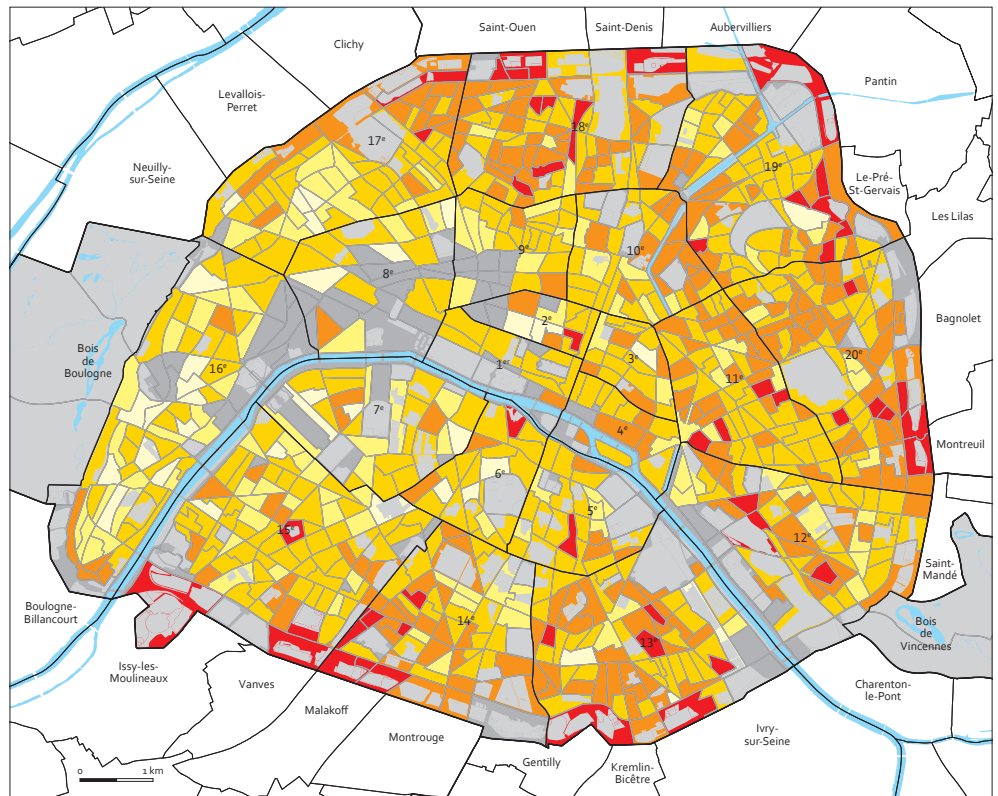 Saint-Ouen
Saint-Denis
Aubervilliers
Clichy
Pantin
Levallois-
Perret
Neuilly-
sur-Seine
Le-Pré-
St-Gervais
Les Lilas
Bagnolet
Montreuil
Saint-
Mandé
Bois
de
Vincennes
Charenton-
le-Pont
Ivry-
sur-Seine
Kremlin-
Bicêtre
Gentilly
Montrouge
Malakoff
Vanves
Issy-les-
Moulineaux
Boulogne-
Billancourt
Bois
de
Boulogne
17e
18e
19e
8e
9e
10e
2e
3e
1er
16e
7e
11e
20e
4e
6e
5e
15e
12e
14e
13e
0 1 km